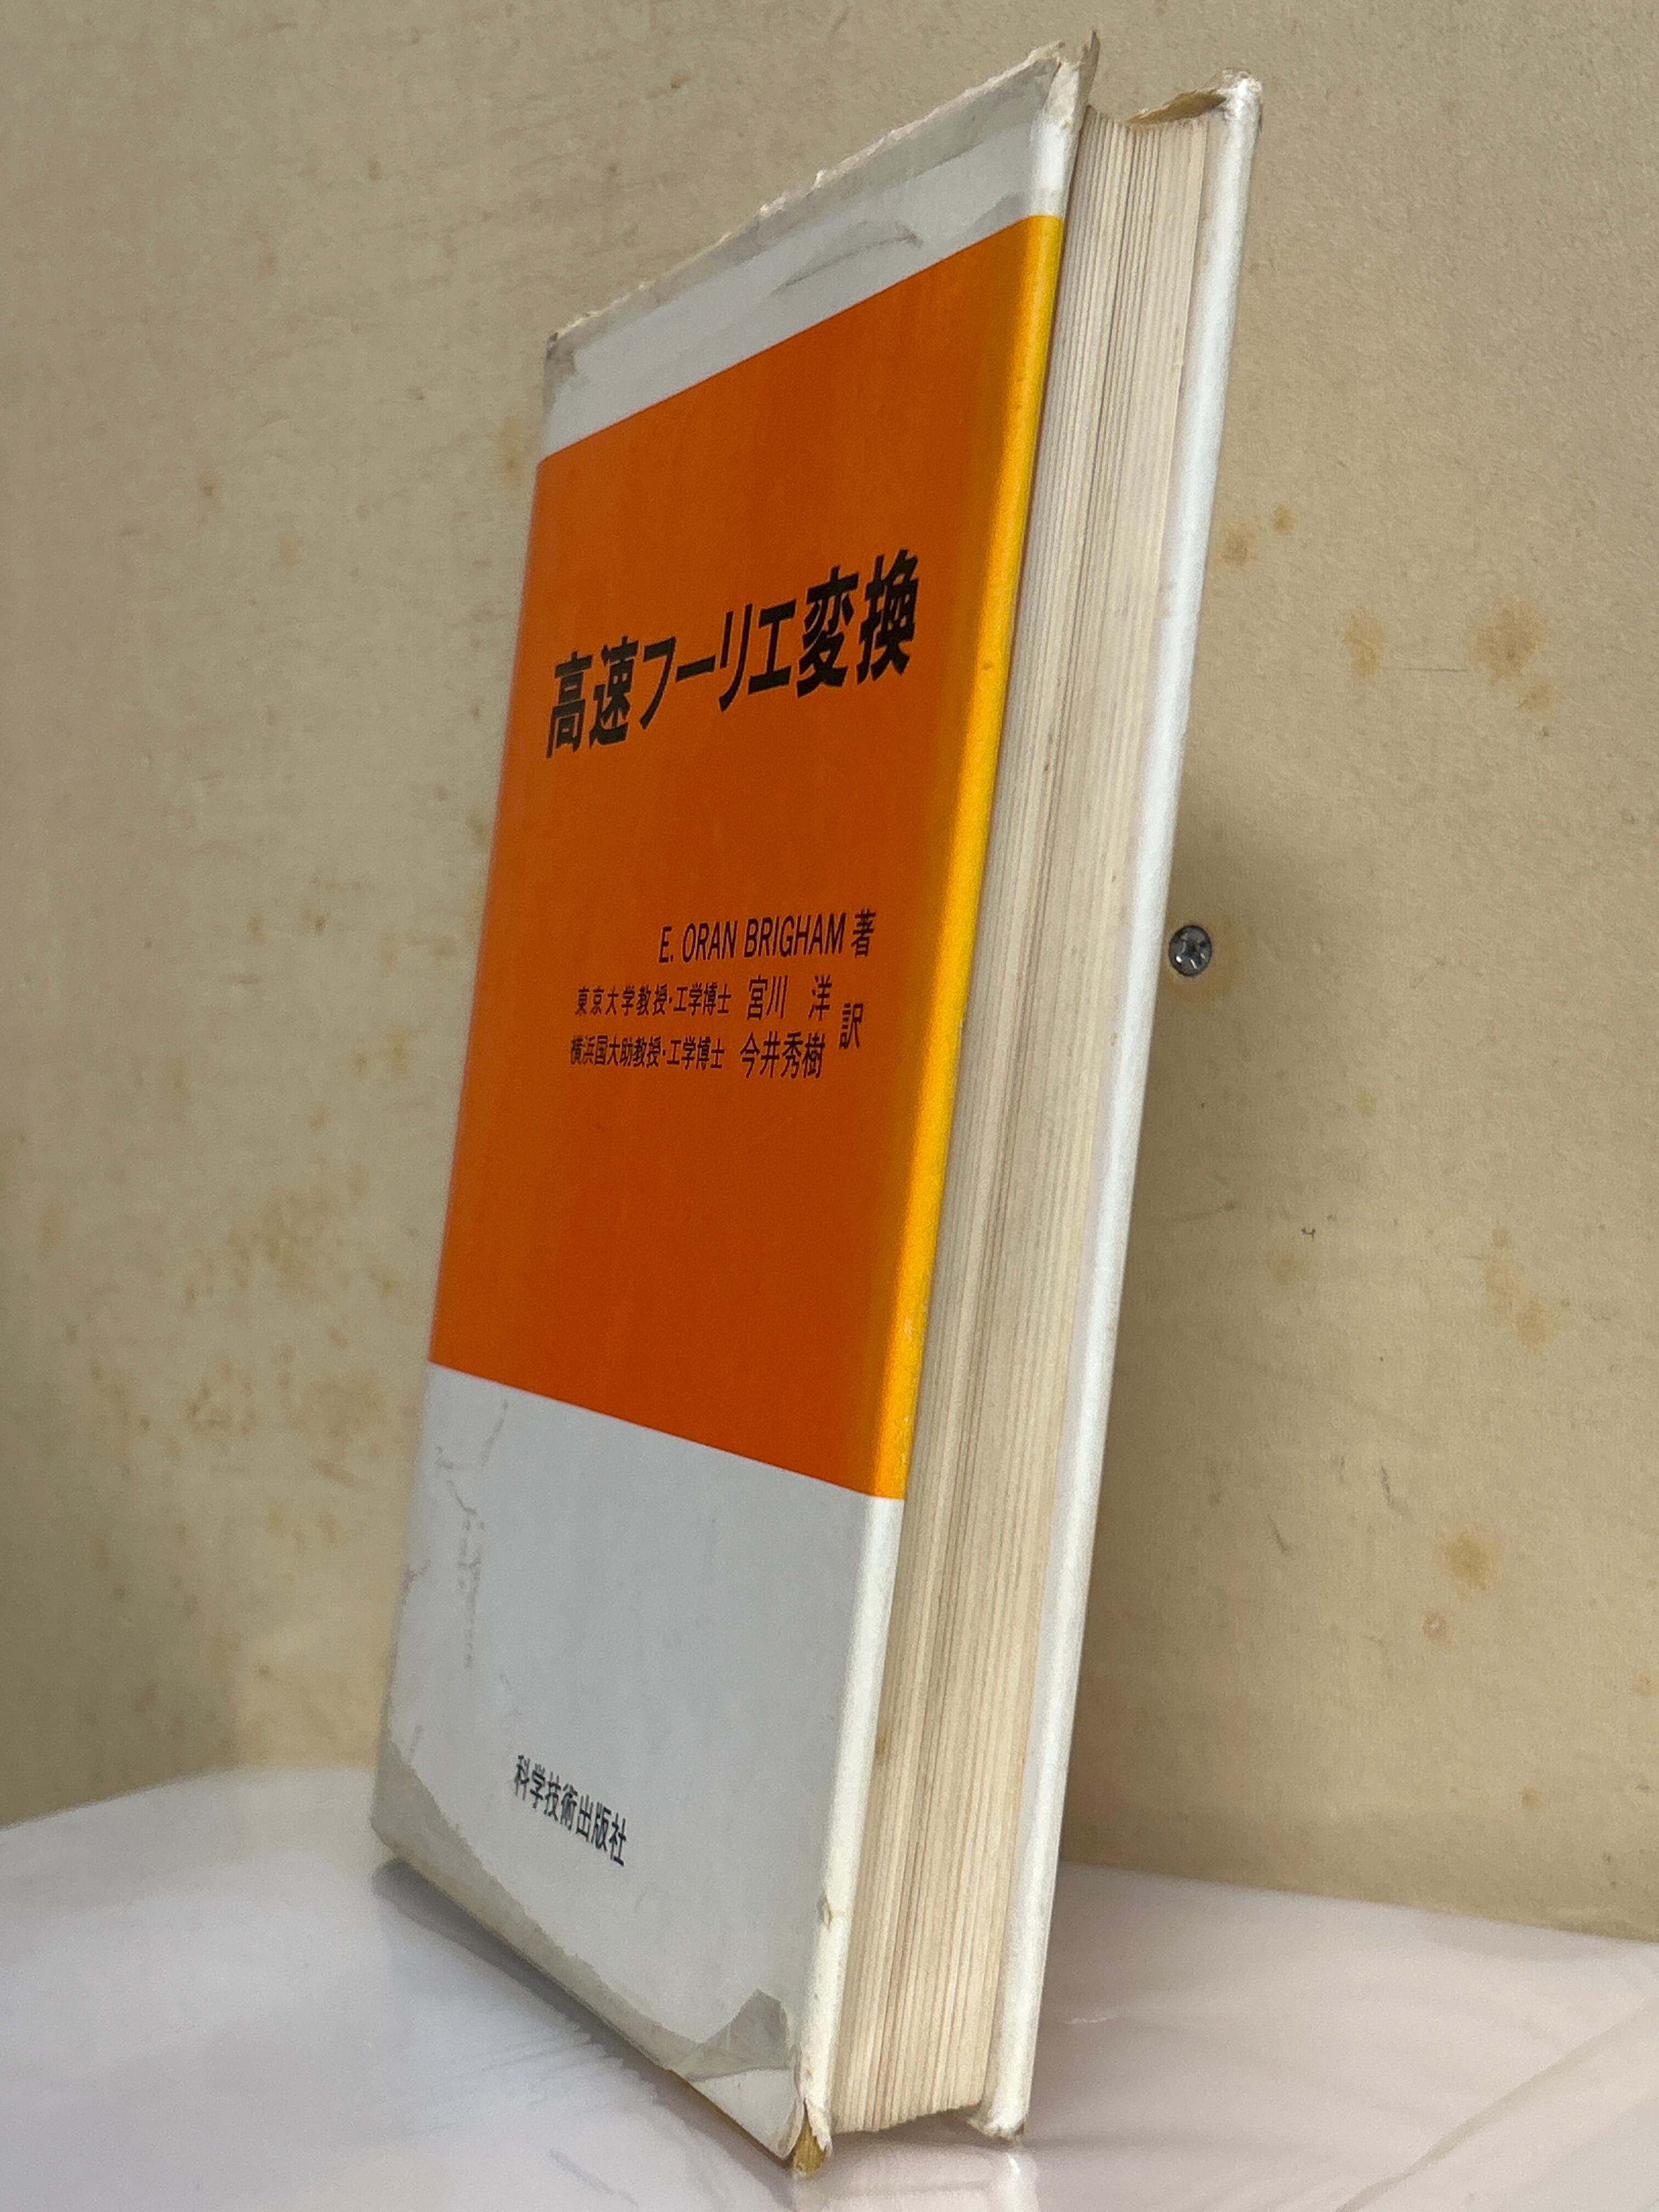 高速フーリエ変換
E. ORAN BRIGHAM 著
東京大学教授・工学博士 宮川 洋
訳
横浜国大助教授・工学博士 今井秀樹
科学技術出版社